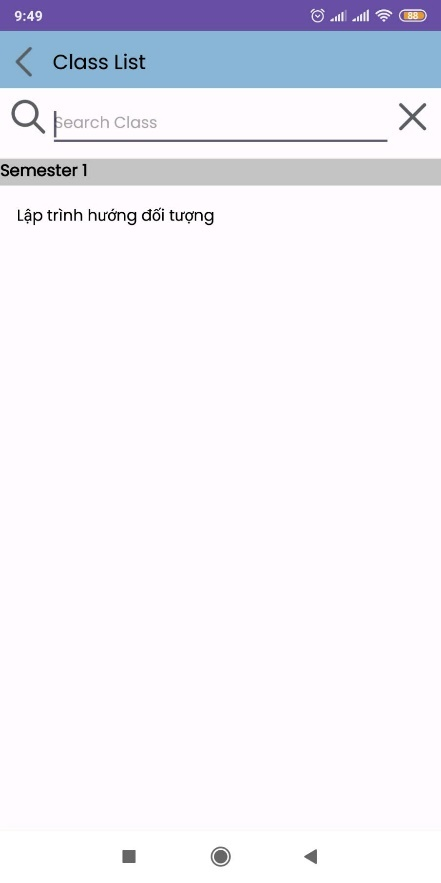 9:49
88
Class List
Search Class
Semester 1
Lập trình hướng đối tượng